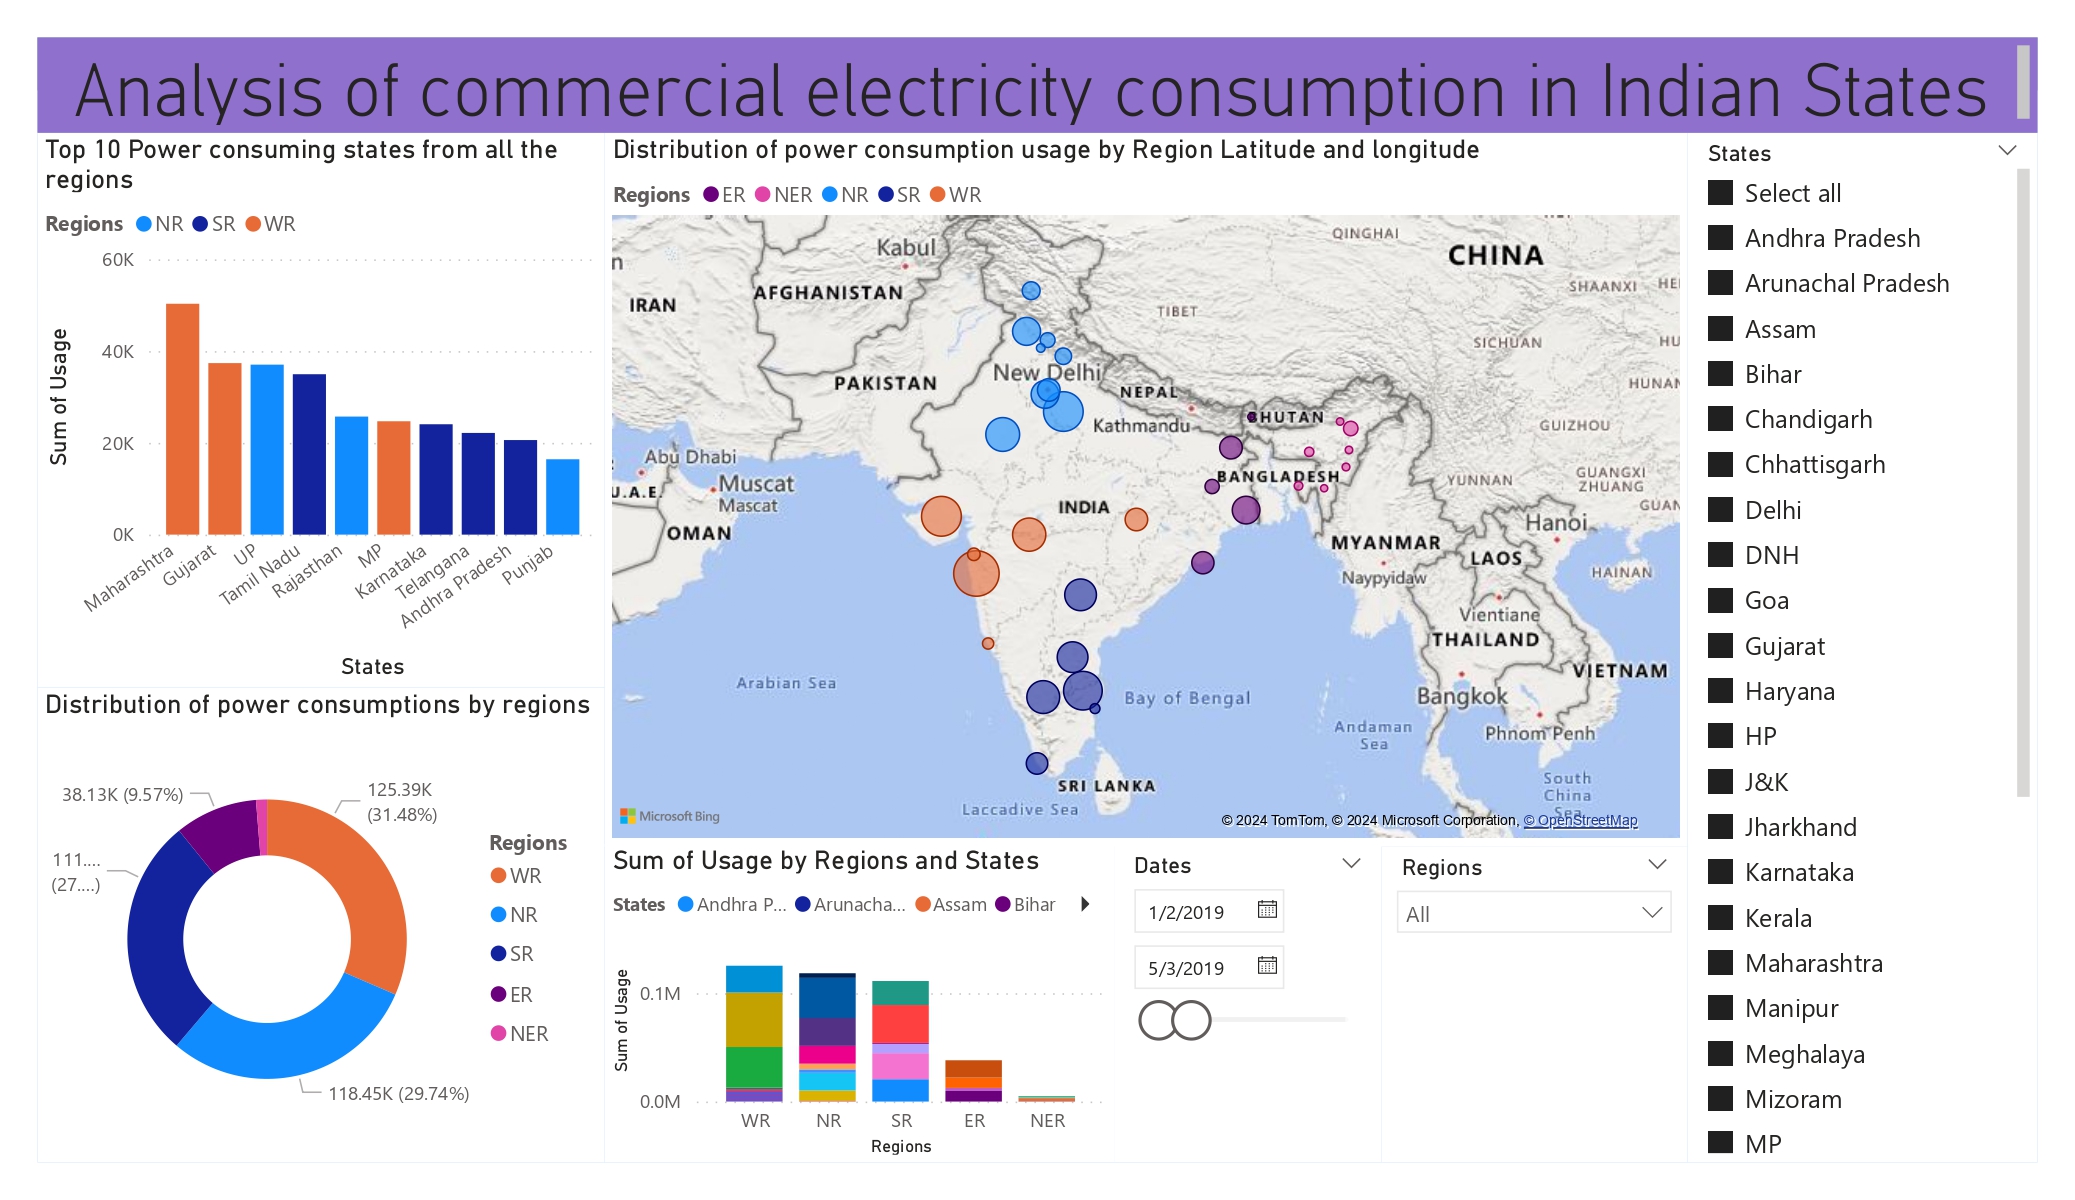 Analysis of commercial electricity consumption in Indian States
Top 10 Power consuming states from all the
regions
Regions NR SR WR
60K
40K
20K
0K
Sum of Usage
Maharashtra
Gujarat
UP
Tamil Nadu
Rajasthan
MP
Karnataka
Telangana
Andhra Pradesh
Punjab
States
Distribution of power consumptions by regions
38.13K (9.57%)
125.39K
(31.48%)
111....
(27....)
118.45K (29.74%)
Regions
WR
NR
SR
ER
NER
Distribution of power consumption usage by Region Latitude and longitude
Regions ER NER NR SR WR
Kabul
QINGHAI
CHINA
IRAN
AFGHANISTAN
TIBET
SHAANXI
HE
SICHUAN
HU
New Delhi
PAKISTAN
NEPAL
HUNAN
BHUTAN
Kathmandu
GUIZHOU
Abu Dhabi
BANGLADESH
GUANGXI
ZHUANG
YUNNAN
U.A.E.
Muscat
Muscat
INDIA
GUAN
OMAN
Hanoi
MYANMAR
LAOS
Naypyidaw
HAINAN
Vientiane
THAILAND
VIETNAM
Arabian Sea
Bay of Bengal
Bangkok
Andaman
Sea
Phnom Penh
SRI LANKA
South
China
Sea
Laccadive Sea
Microsoft Bing
© 2024 TomTom, © 2024 Microsoft Corporation, © OpenStreetMap
Sum of Usage by Regions and States
States Andhra P... Arunacha... Assam Bihar
Sum of Usage
0.1M
0.0M
WR NR SR ER NER
Regions
Dates
1/2/2019
5/3/2019
Regions
All
States
Select all
Andhra Pradesh
Arunachal Pradesh
Assam
Bihar
Chandigarh
Chhattisgarh
Delhi
DNH
Goa
Gujarat
Haryana
HP
J&K
Jharkhand
Karnataka
Kerala
Maharashtra
Manipur
Meghalaya
Mizoram
MP